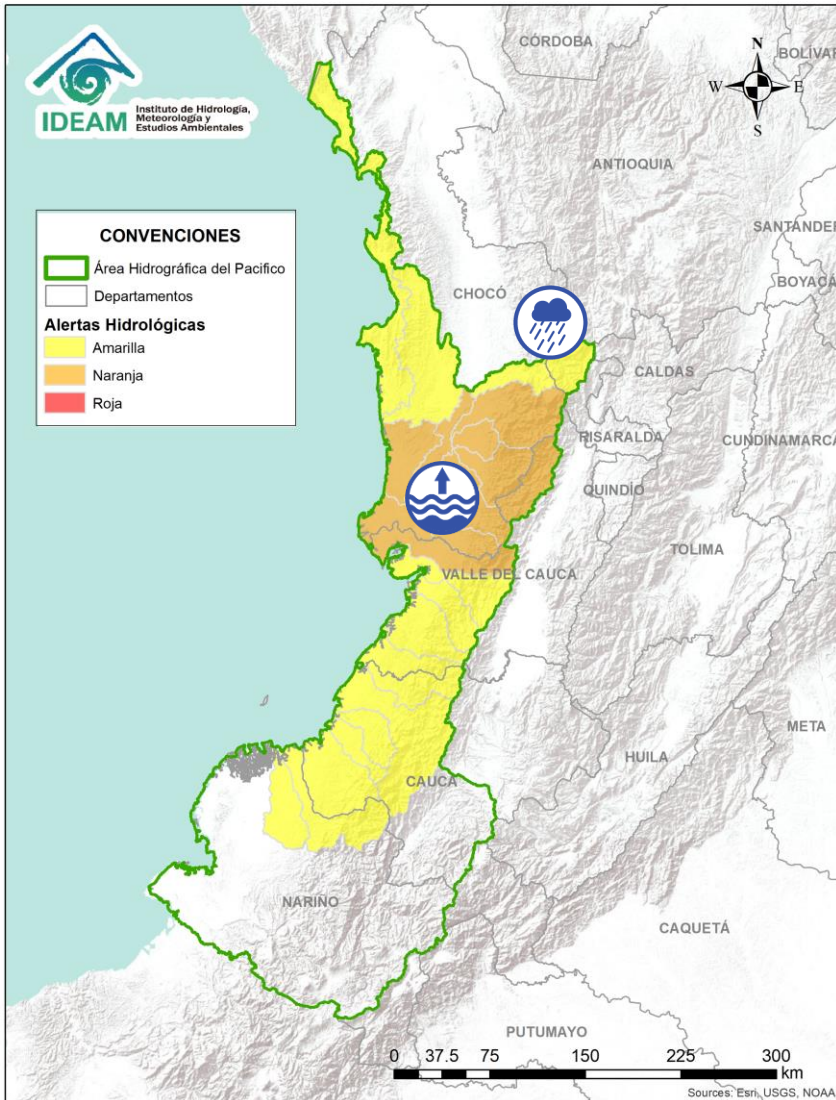 IDEAM
Instituto de Hidrología,
Meteorología y
Estudios Ambientales
CÓRDOBA
BOLÍVAR
N
W
E
S
ANTIOQUIA
SANTANDER
CONVENCIONES
Área Hidrográfica del Pacifico
Departamentos
Alertas Hidrológicas
Amarilla
Naranja
Roja
BOYACÁ
CHOCÓ
CALDAS
RISARALDA
CUNDINAMARCA
QUINDÍO
TOLIMA
VALLE DEL CAUCA
META
HUILA
CAUCA
NARIÑO
CAQUETÁ
PUTUMAYO
0 37.5 75 150 225 300
km
Sources: Esri, USGS, NOAA